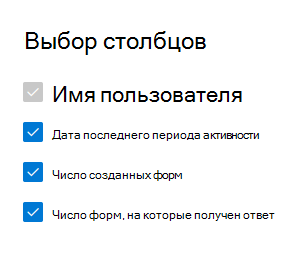 Выбор столбцов
Имя пользователя
Дата последнего периода активности
Число созданных форм
Число форм, на которые получен ответ